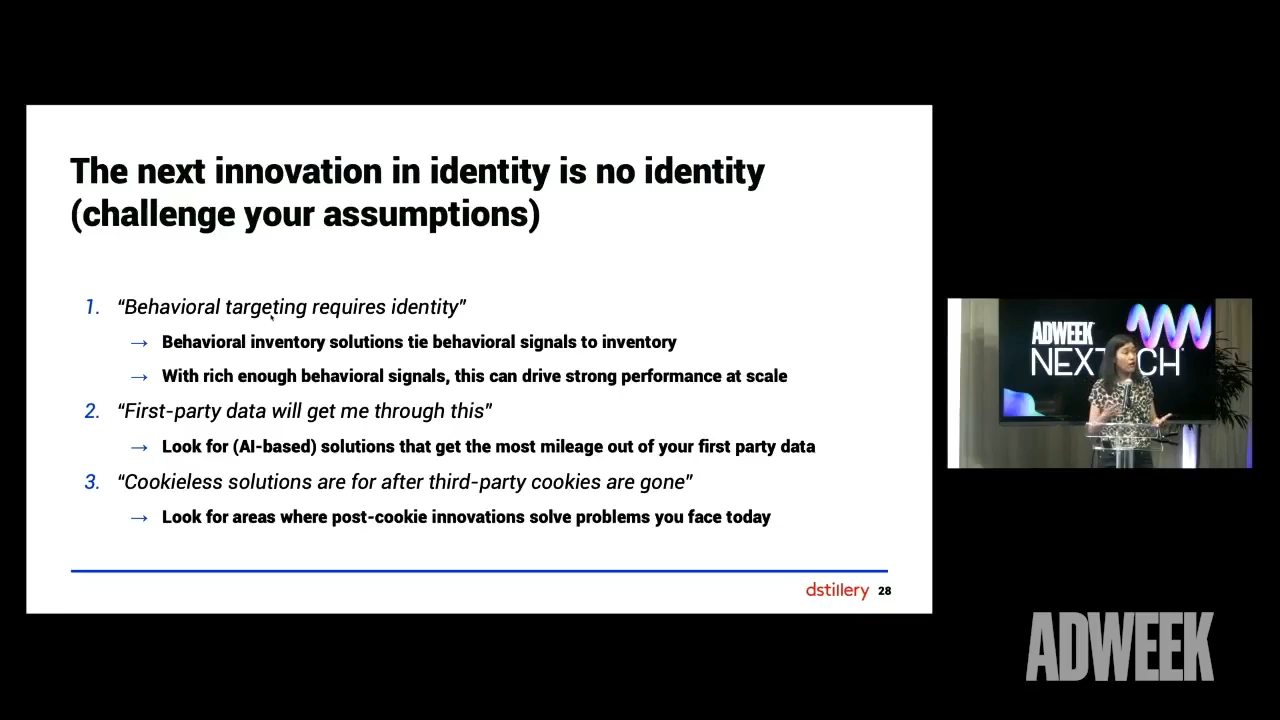 The next innovation in identity is no identity
(challenge your assumptions)
1. “Behavioral targeting requires identity”
→ Behavioral inventory solutions tie behavioral signals to inventory
→ With rich enough behavioral signals, this can drive strong performance at scale
2. “First-party data will get me through this”
→ Look for (AI-based) solutions that get the most mileage out of your first party data
3. “Cookieless solutions are for after third-party cookies are gone”
→ Look for areas where post-cookie innovations solve problems you face today
dstillery 28
ADWEEK
NEXT CH
ADWEEK